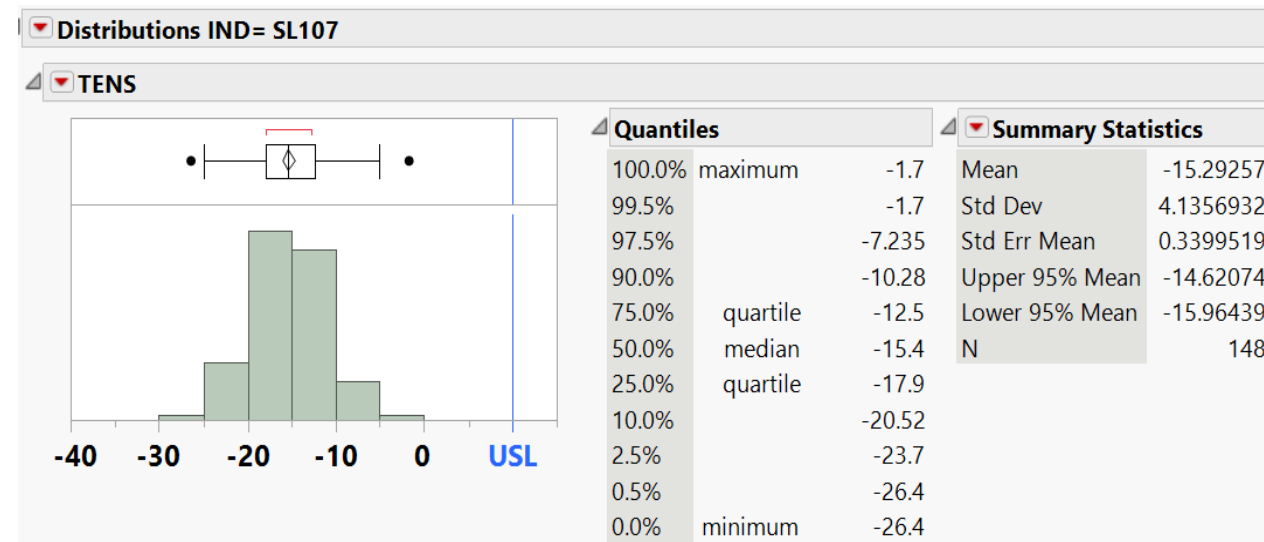 Distributions IND= SL107
TENS
-40 -30 -20 -10 0 USL
Quantiles
100.0% maximum -1.7
99.5% -1.7
97.5% -7.235
90.0% -10.28
75.0% quartile -12.5
50.0% median -15.4
25.0% quartile -17.9
10.0% -20.52
2.5% -23.7
0.5% -26.4
0.0% minimum -26.4
Summary Statistics
Mean -15.29257
Std Dev 4.1356932
Std Err Mean 0.3399519
Upper 95% Mean -14.62074
Lower 95% Mean -15.96439
N 148